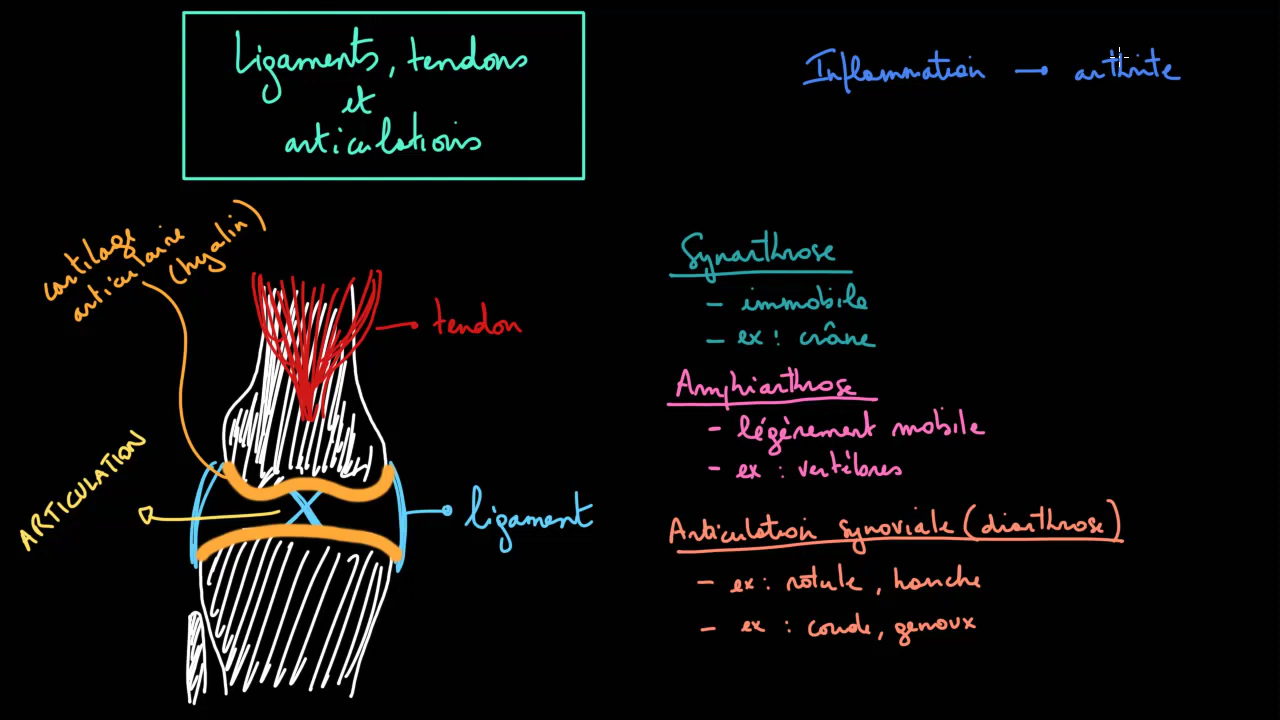 Ligaments, tendons
et
articulations
Inflammation → arthrite
cartilage
articulaire
(hyalin)
tendon
ARTICULATION
ligament
Synarthrose
- immobile
- ex : crâne
Amphiarthrose
- légèrement mobile
- ex : vertèbres
Articulation synoviale (diarthrose)
- ex : rotule, hanche
- ex : coude, genoux